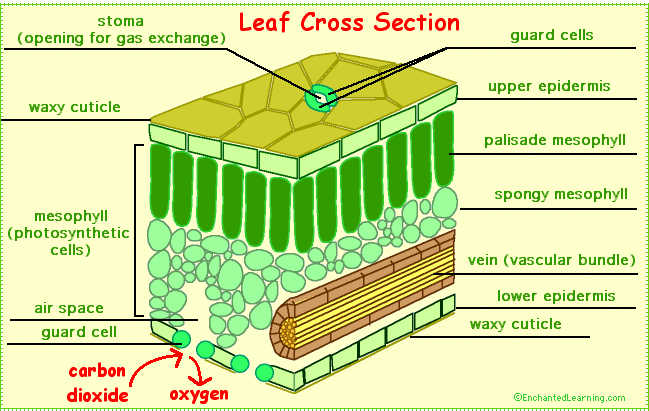 Leaf Cross Section
stoma
(opening for gas exchange)
guard cells
upper epidermis
waxy cuticle
palisade mesophyll
spongy mesophyll
mesophyll
(photosynthetic
cells)
vein (vascular bundle)
air space
lower epidermis
guard cell
waxy cuticle
carbon
dioxide
oxygen
©EnchantedLearning.com